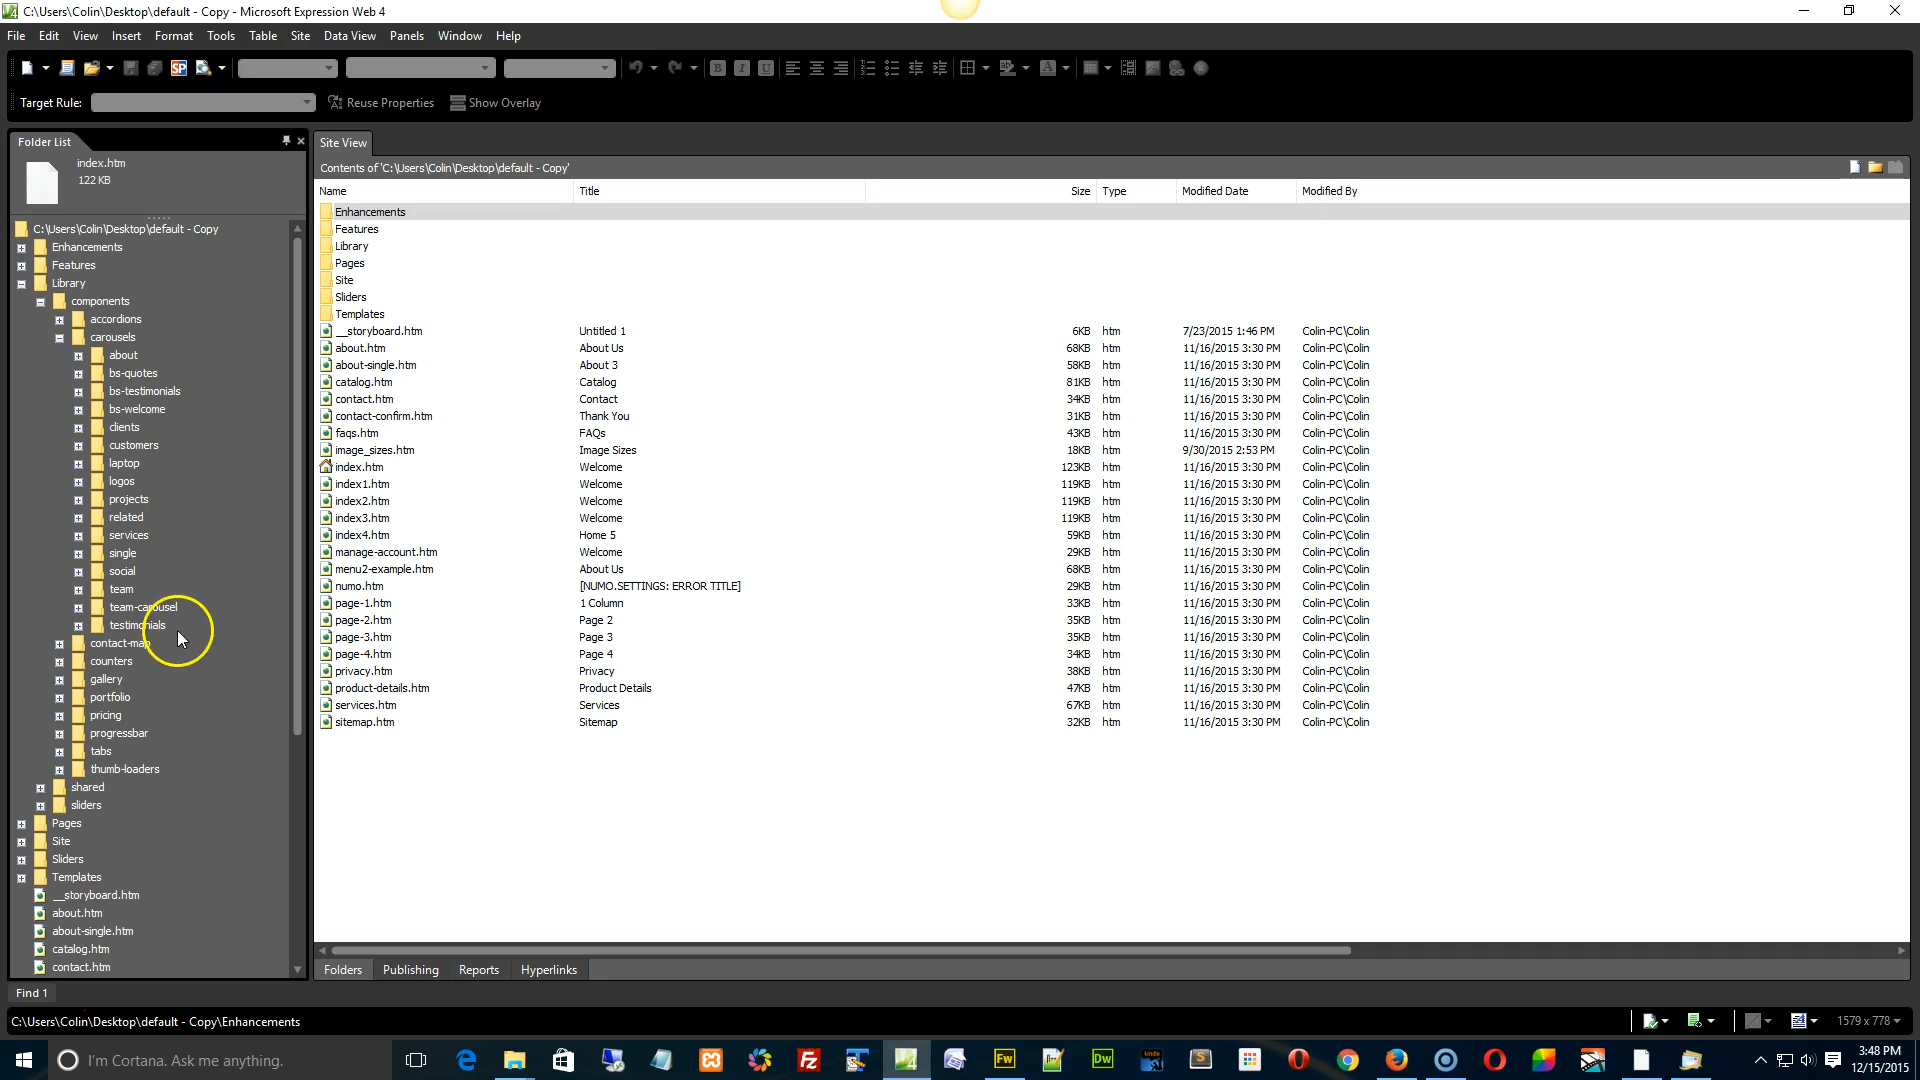 C:\Users\Colin\Desktop\default - Copy - Microsoft Expression Web 4
File Edit View Insert Format Tools Table Site Data View Panels Window Help
Target Rule: Reuse Properties Show Overlay
Folder List
index.htm
122 KB
C:\Users\Colin\Desktop\default - Copy
Enhancements
Features
Library
components
accordions
carousels
about
bs-quotes
bs-testimonials
bs-welcome
clients
customers
laptop
logos
projects
related
services
single
social
team
team-carousel
testimonials
contact-map
counters
gallery
portfolio
pricing
progressbar
tabs
thumb-loaders
shared
sliders
Pages
Site
Sliders
Templates
__storyboard.htm
about.htm
about-single.htm
catalog.htm
contact.htm
Site View
Contents of 'C:\Users\Colin\Desktop\default - Copy'
Name Title Size Type Modified Date Modified By
Enhancements
Features
Library
Pages
Site
Sliders
Templates
__storyboard.htm Untitled 1 6KB htm 7/23/2015 1:46 PM Colin-PC\Colin
about.htm About Us 68KB htm 11/16/2015 3:30 PM Colin-PC\Colin
about-single.htm About 3 58KB htm 11/16/2015 3:30 PM Colin-PC\Colin
catalog.htm Catalog 81KB htm 11/16/2015 3:30 PM Colin-PC\Colin
contact.htm Contact 34KB htm 11/16/2015 3:30 PM Colin-PC\Colin
contact-confirm.htm Thank You 31KB htm 11/16/2015 3:30 PM Colin-PC\Colin
faqs.htm FAQs 43KB htm 11/16/2015 3:30 PM Colin-PC\Colin
image_sizes.htm Image Sizes 18KB htm 9/30/2015 2:53 PM Colin-PC\Colin
index.htm Welcome 123KB htm 11/16/2015 3:30 PM Colin-PC\Colin
index1.htm Welcome 119KB htm 11/16/2015 3:30 PM Colin-PC\Colin
index2.htm Welcome 119KB htm 11/16/2015 3:30 PM Colin-PC\Colin
index3.htm Welcome 119KB htm 11/16/2015 3:30 PM Colin-PC\Colin
index4.htm Home 5 59KB htm 11/16/2015 3:30 PM Colin-PC\Colin
manage-account.htm Welcome 29KB htm 11/16/2015 3:30 PM Colin-PC\Colin
menu2-example.htm About Us 68KB htm 11/16/2015 3:30 PM Colin-PC\Colin
numo.htm [NUMO.SETTINGS: ERROR TITLE] 29KB htm 11/16/2015 3:30 PM Colin-PC\Colin
page-1.htm 1 Column 33KB htm 11/16/2015 3:30 PM Colin-PC\Colin
page-2.htm Page 2 35KB htm 11/16/2015 3:30 PM Colin-PC\Colin
page-3.htm Page 3 35KB htm 11/16/2015 3:30 PM Colin-PC\Colin
page-4.htm Page 4 34KB htm 11/16/2015 3:30 PM Colin-PC\Colin
privacy.htm Privacy 38KB htm 11/16/2015 3:30 PM Colin-PC\Colin
product-details.htm Product Details 47KB htm 11/16/2015 3:30 PM Colin-PC\Colin
services.htm Services 67KB htm 11/16/2015 3:30 PM Colin-PC\Colin
sitemap.htm Sitemap 32KB htm 11/16/2015 3:30 PM Colin-PC\Colin
Folders Publishing Reports Hyperlinks
Find 1
C:\Users\Colin\Desktop\default - Copy\Enhancements
1579 x 778
I'm Cortana. Ask me anything.
Fw
Dw
3:48 PM
12/15/2015